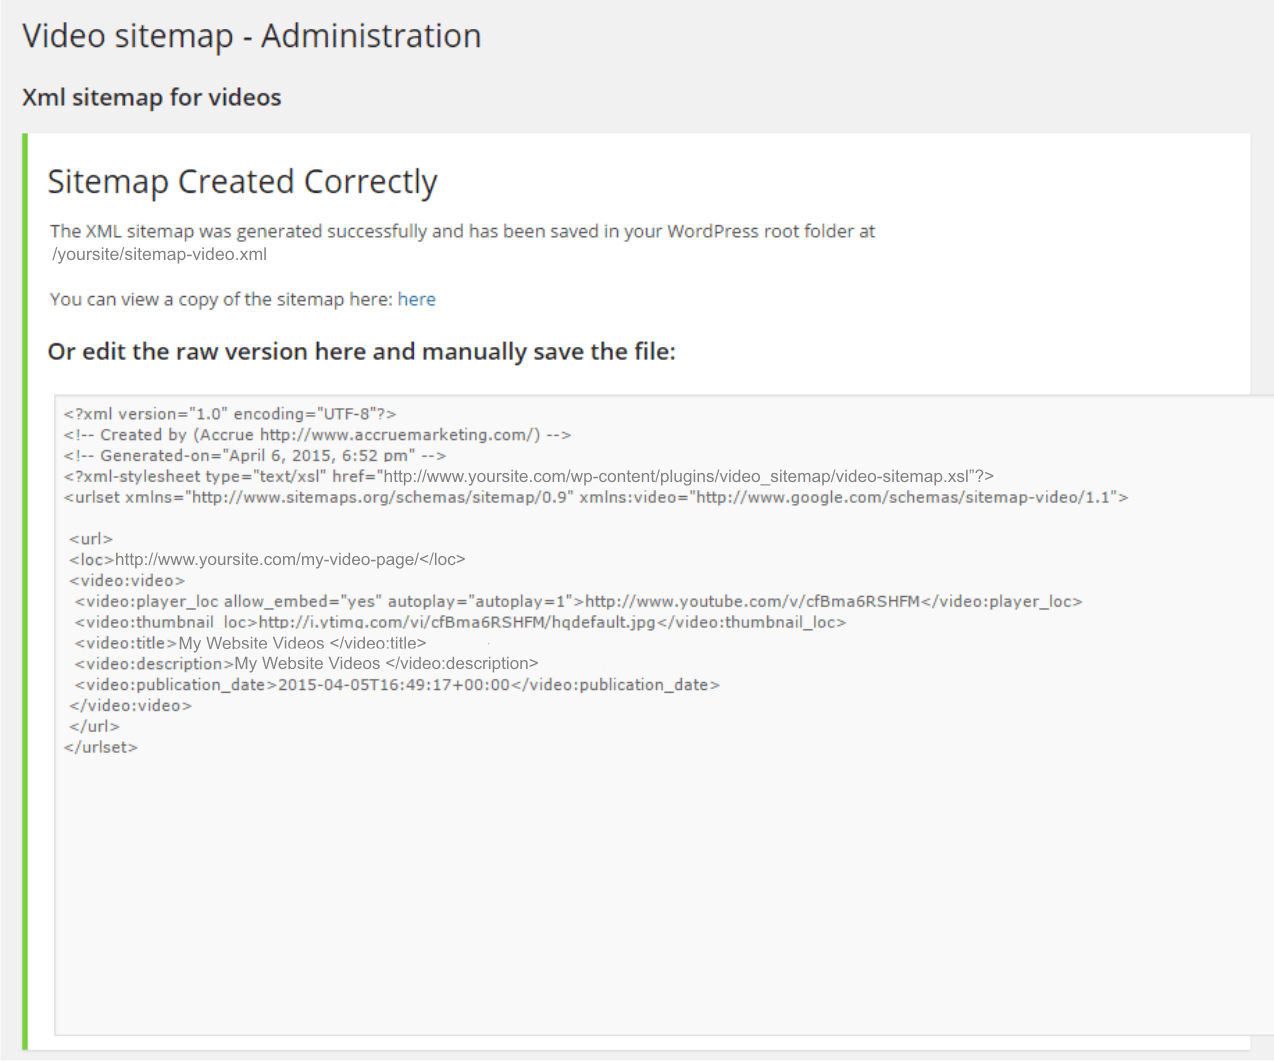 Video sitemap - Administration
Xml sitemap for videos
Sitemap Created Correctly
The XML sitemap was generated successfully and has been saved in your WordPress root folder at
/yoursite/sitemap-video.xml
You can view a copy of the sitemap here: here
Or edit the raw version here and manually save the file:
<?xml version="1.0" encoding="UTF-8"?>
<!-- Created by (Accrue http://www.accruemarketing.com/) -->
<!-- Generated-on="April 6, 2015, 6:52 pm" -->
<?xml-stylesheet type="text/xsl" href="http://www.yoursite.com/wp-content/plugins/video_sitemap/video-sitemap.xsl”?>
<urlset xmlns="http://www.sitemaps.org/schemas/sitemap/0.9" xmlns:video="http://www.google.com/schemas/sitemap-video/1.1">
<url>
<loc>http://www.yoursite.com/my-video-page/</loc>
<video:video>
<video:player_loc allow_embed="yes" autoplay="autoplay=1">http://www.youtube.com/v/cfBma6RSHFM</video:player_loc>
<video:thumbnail_loc>http://i.ytimg.com/vi/cfBma6RSHFM/hqdefault.jpg</video:thumbnail_loc>
<video:title>My Website Videos </video:title>
<video:description>My Website Videos </video:description>
<video:publication_date>2015-04-05T16:49:17+00:00</video:publication_date>
</video:video>
</url>
</urlset>